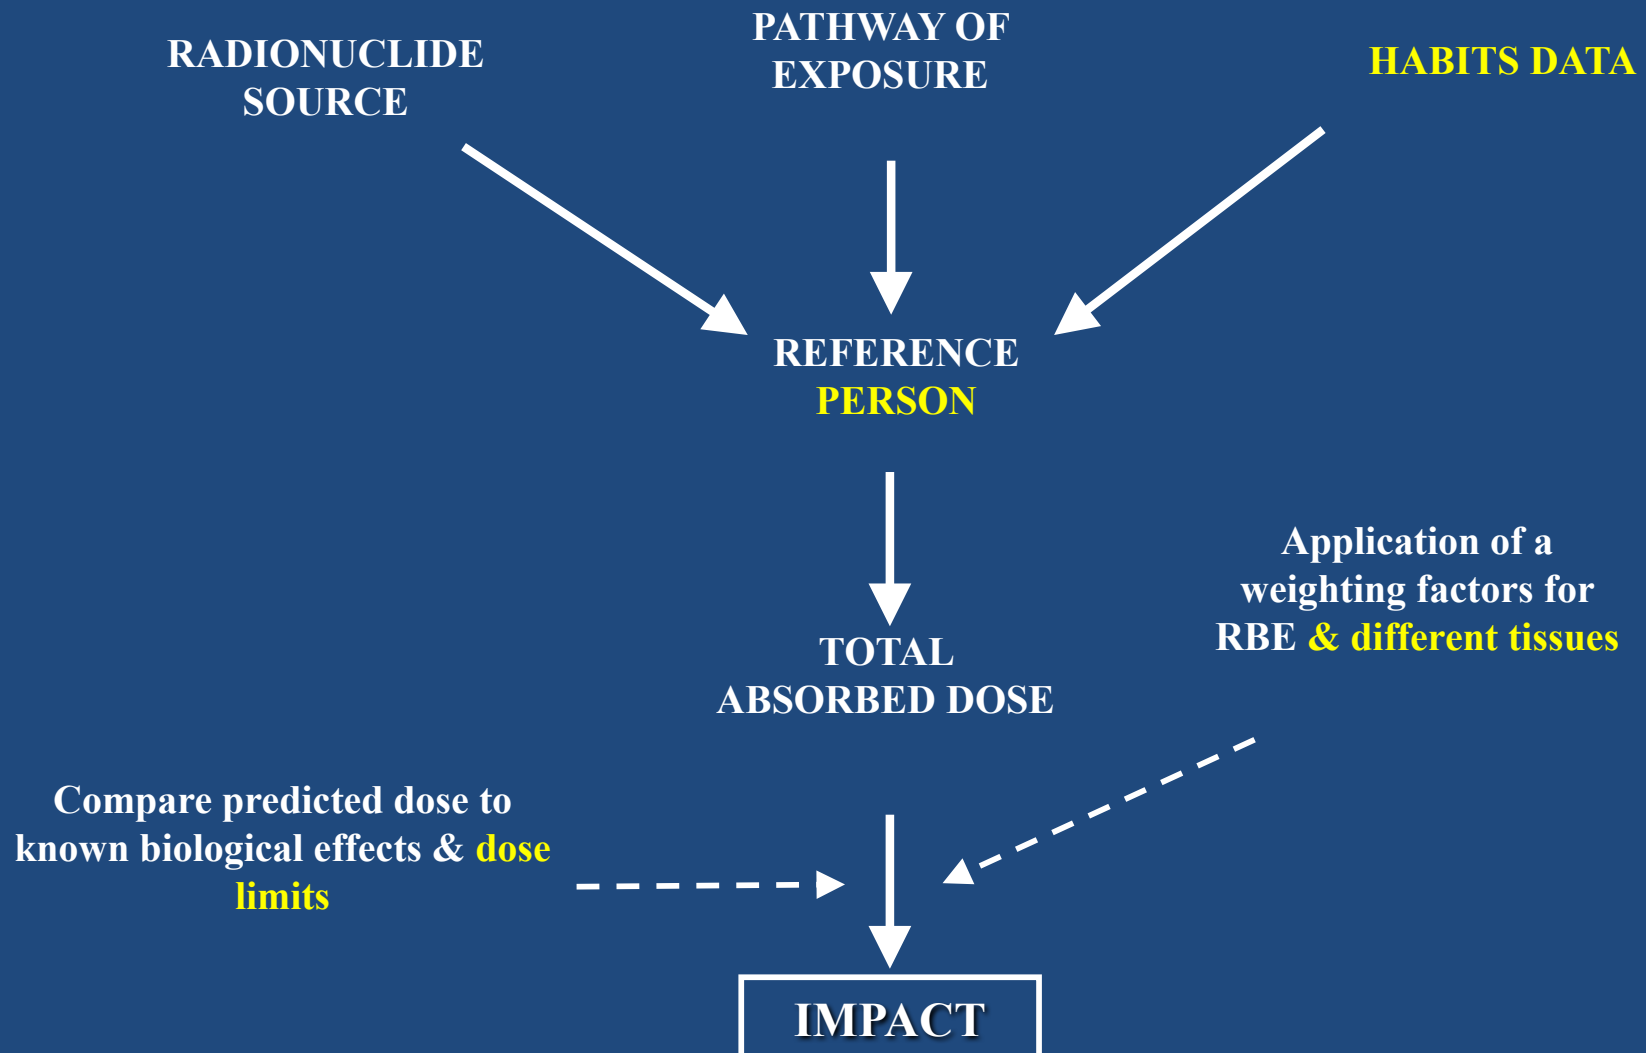 RADIONUCLIDE
SOURCE
PATHWAY OF
EXPOSURE
HABITS DATA
REFERENCE
PERSON
TOTAL
ABSORBED DOSE
Application of a
weighting factors for
RBE & different tissues
Compare predicted dose to
known biological effects & dose
limits
IMPACT